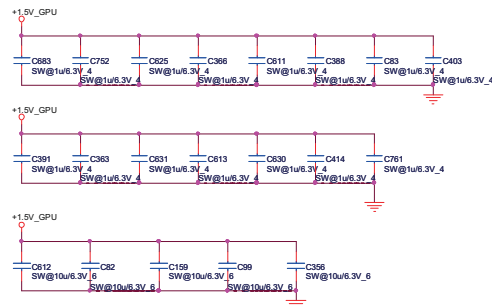 +1.5V_GPU
C683 C752 C625 C366 C611 C388 C83 C403
SW@1u/6.3V_4 SW@1u/6.3V_4 SW@1u/6.3V_4 SW@1u/6.3V_4 SW@1u/6.3V_4 SW@1u/6.3V_4 SW@1u/6.3V_4 SW@1u/6.3V_4
+1.5V_GPU
C391 C363 C631 C613 C630 C414 C761
SW@1u/6.3V_4 SW@1u/6.3V_4 SW@1u/6.3V_4 SW@1u/6.3V_4 SW@1u/6.3V_4 SW@1u/6.3V_4 SW@1u/6.3V_4
+1.5V_GPU
C612 C82 C159 C99 C356
SW@10u/6.3V_6 SW@10u/6.3V_6 SW@10u/6.3V_6 SW@10u/6.3V_6 SW@10u/6.3V_6